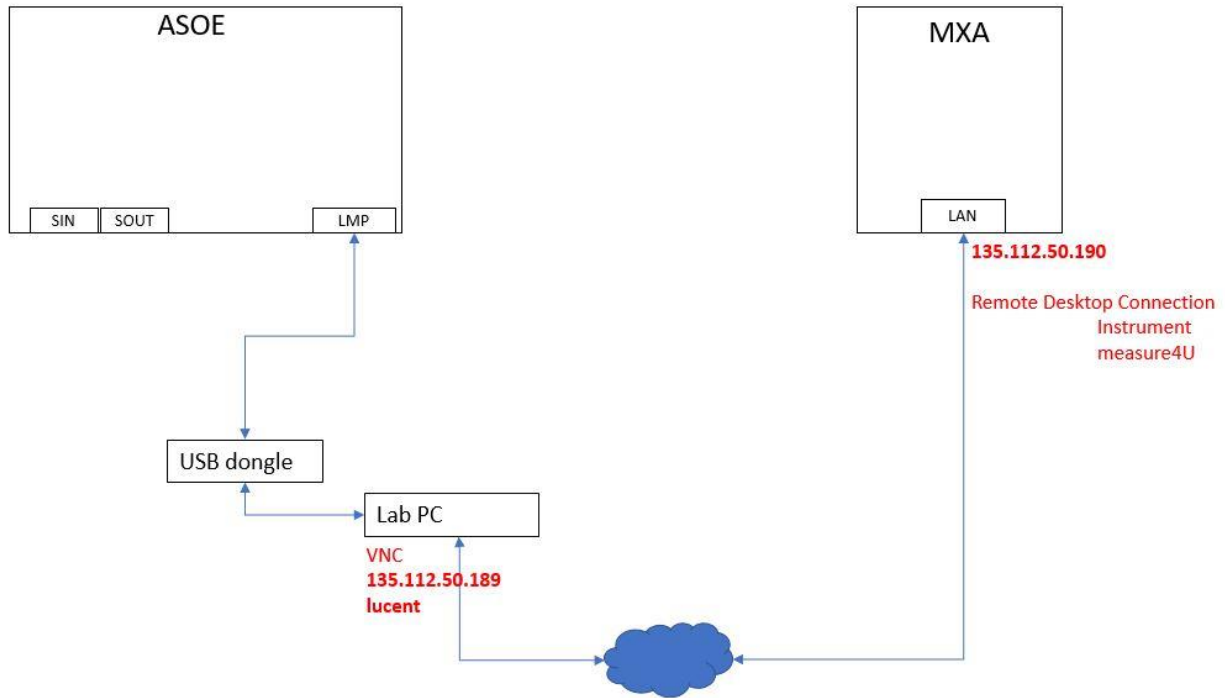 ASOE
MXA
SIN
SOUT
LMP
LAN
135.112.50.190
Remote Desktop Connection
Instrument
measure4U
USB dongle
Lab PC
VNC
135.112.50.189
lucent